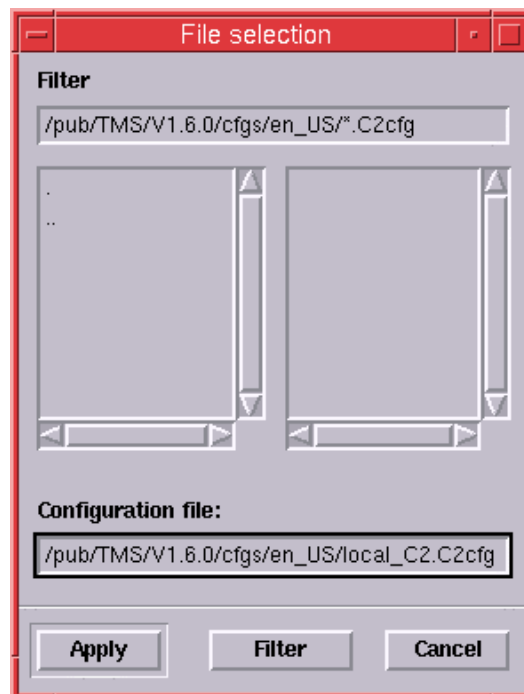 File selection
Filter
/pub/TMS/V1.6.0/cfgs/en_US/*.C2cfg
.
..
Configuration file:
/pub/TMS/V1.6.0/cfgs/en_US/local_C2.C2cfg
Apply Filter Cancel